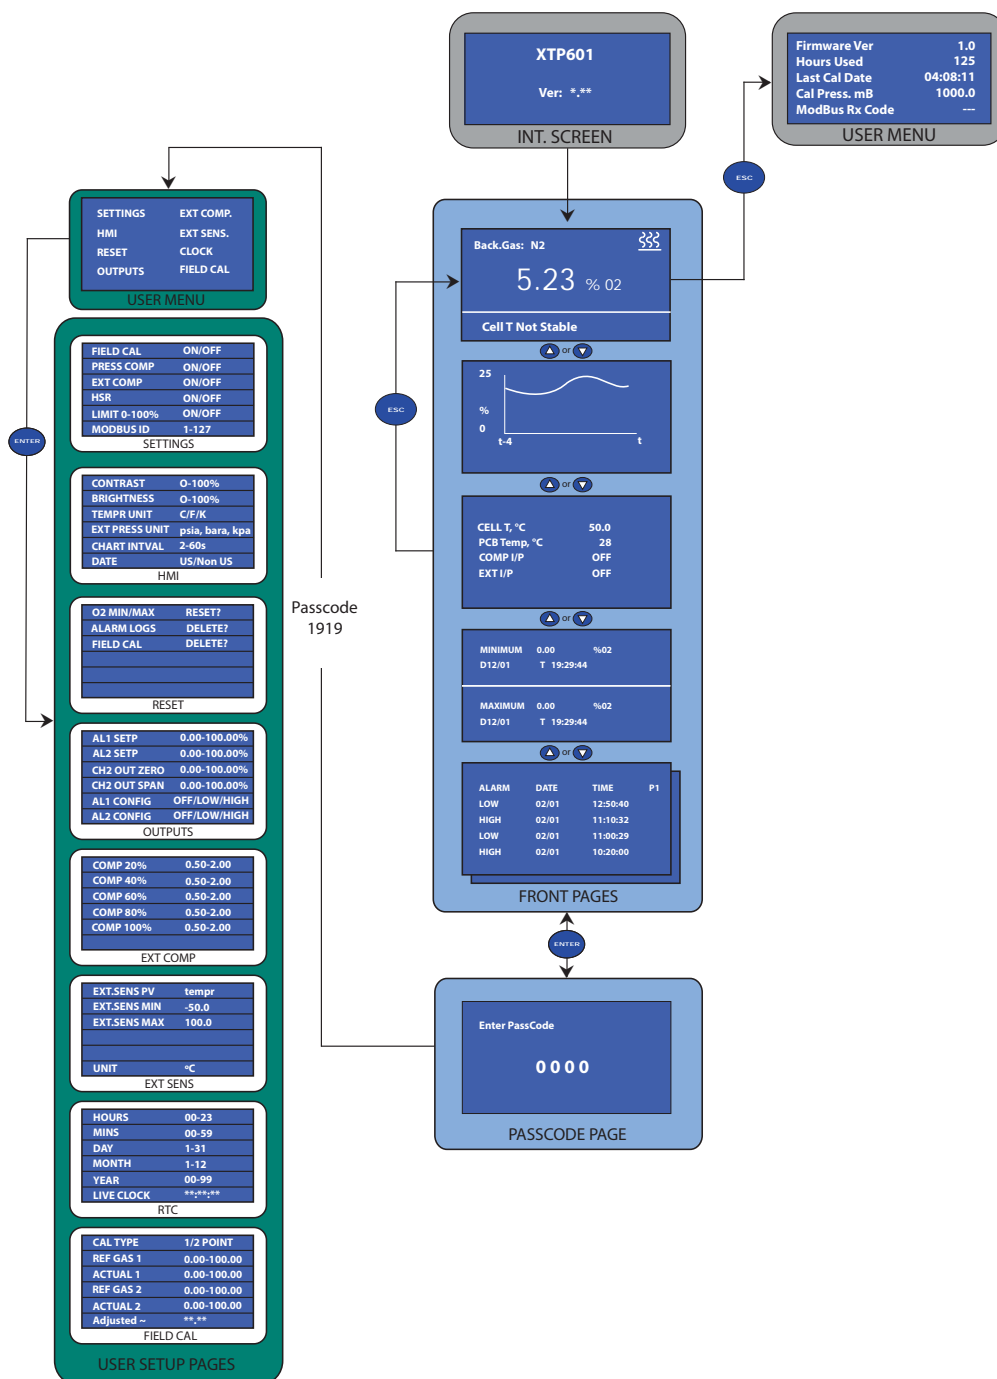 XTP601
Ver: *.**
INT. SCREEN
Firmware Ver 1.0
Hours Used 125
Last Cal Date 04:08:11
Cal Press. mB 1000.0
ModBus Rx Code ---
USER MENU
ESC
SETTINGS EXT COMP.
HMI EXT SENS.
RESET CLOCK
OUTPUTS FIELD CAL
USER MENU
ENTER
FIELD CAL ON/OFF
PRESS COMP ON/OFF
EXT COMP ON/OFF
HSR ON/OFF
LIMIT 0-100% ON/OFF
MODBUS ID 1-127
SETTINGS
CONTRAST O-100%
BRIGHTNESS O-100%
TEMPR UNIT C/F/K
EXT PRESS UNIT psia, bara, kpa
CHART INTVAL 2-60s
DATE US/Non US
HMI
O2 MIN/MAX RESET?
ALARM LOGS DELETE?
FIELD CAL DELETE?
RESET
AL1 SETP 0.00-100.00%
AL2 SETP 0.00-100.00%
CH2 OUT ZERO 0.00-100.00%
CH2 OUT SPAN 0.00-100.00%
AL1 CONFIG OFF/LOW/HIGH
AL2 CONFIG OFF/LOW/HIGH
OUTPUTS
COMP 20% 0.50-2.00
COMP 40% 0.50-2.00
COMP 60% 0.50-2.00
COMP 80% 0.50-2.00
COMP 100% 0.50-2.00
EXT COMP
EXT.SENS PV tempr
EXT.SENS MIN -50.0
EXT.SENS MAX 100.0
UNIT ºC
EXT SENS
HOURS 00-23
MINS 00-59
DAY 1-31
MONTH 1-12
YEAR 00-99
LIVE CLOCK **:**:**
RTC
CAL TYPE 1/2 POINT
REF GAS 1 0.00-100.00
ACTUAL 1 0.00-100.00
REF GAS 2 0.00-100.00
ACTUAL 2 0.00-100.00
Adjusted ~ **.**
FIELD CAL
USER SETUP PAGES
Passcode
1919
Back.Gas: N2
5.23 % 02
Cell T Not Stable
or
ESC
25
%
0
t-4 t
or
CELL T, °C 50.0
PCB Temp, °C 28
COMP I/P OFF
EXT I/P OFF
or
MINIMUM 0.00 %02
D12/01 T 19:29:44
MAXIMUM 0.00 %02
D12/01 T 19:29:44
or
ALARM DATE TIME P1
LOW 02/01 12:50:40
HIGH 02/01 11:10:32
LOW 02/01 11:00:29
HIGH 02/01 10:20:00
FRONT PAGES
ENTER
Enter PassCode
0000
PASSCODE PAGE